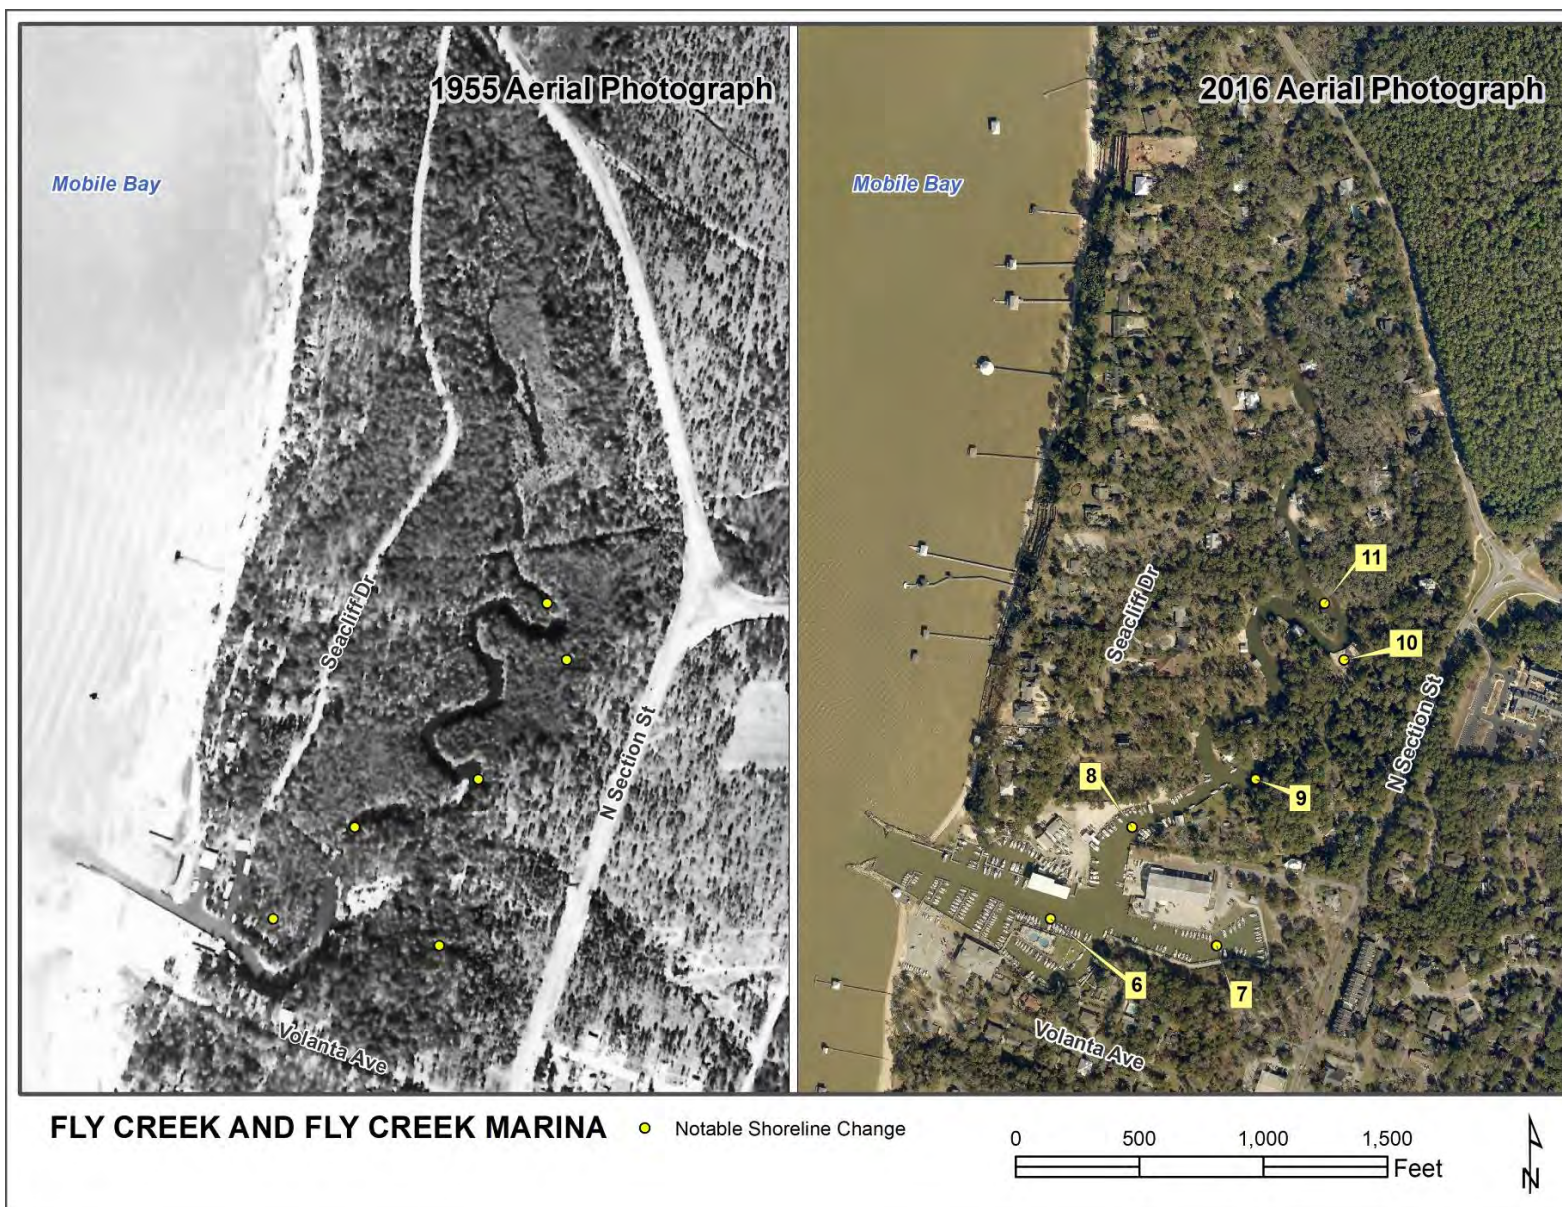 1955 Aerial Photograph
Mobile Bay
Seacliff Dr
N Section St
Volanta Ave
2016 Aerial Photograph
Mobile Bay
Seacliff Dr
N Section St
11
10
8
9
6
7
Volanta Ave
FLY CREEK AND FLY CREEK MARINA
Notable Shoreline Change
0 500 1,000 1,500
Feet
N